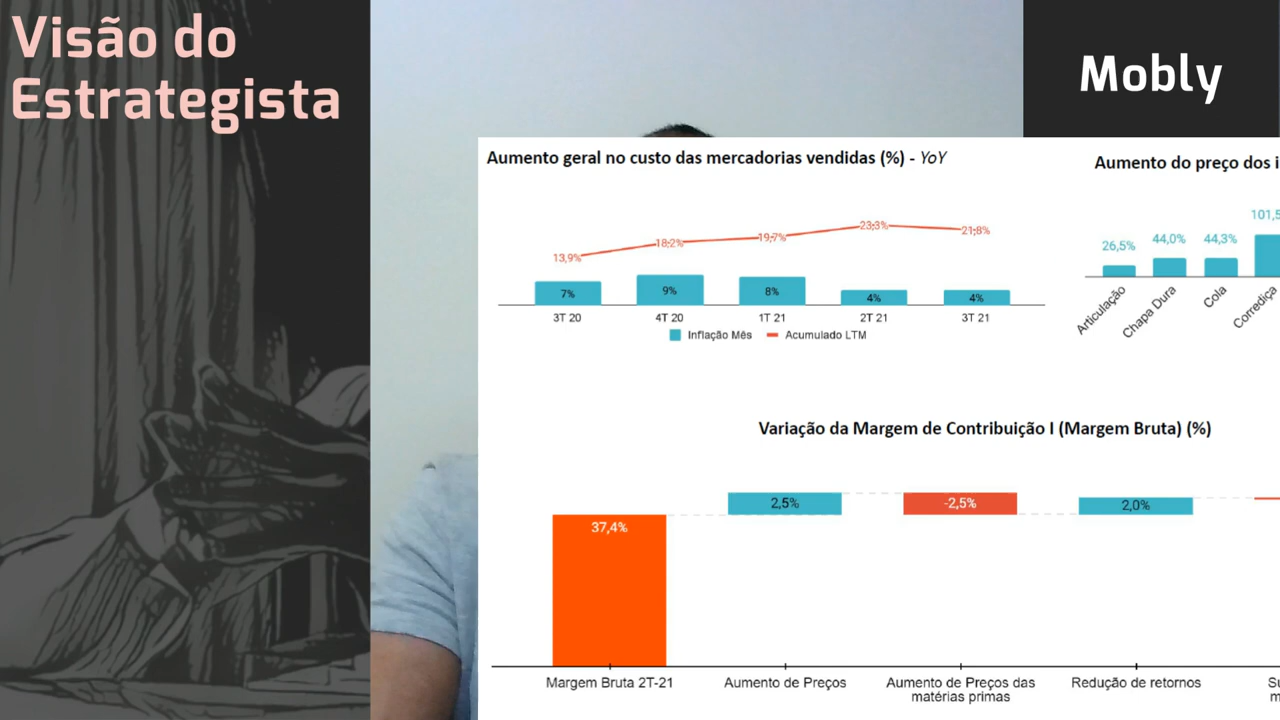 Visão do
Estrategista
Mobly
Aumento geral no custo das mercadorias vendidas (%) - YoY
13,9%
18,2%
19,7%
23,3%
21,8%
7%
9%
8%
4%
4%
3T 20
4T 20
1T 21
2T 21
3T 21
Inflação Mês
Acumulado LTM
Aumento do preço dos i
26,5%
44,0%
44,3%
101,5
Articulação
Chapa Dura
Cola
Corrediça
Variação da Margem de Contribuição I (Margem Bruta) (%)
37,4%
2,5%
-2,5%
2,0%
Margem Bruta 2T-21
Aumento de Preços
Aumento de Preços das
matérias primas
Redução de retornos
Su
m